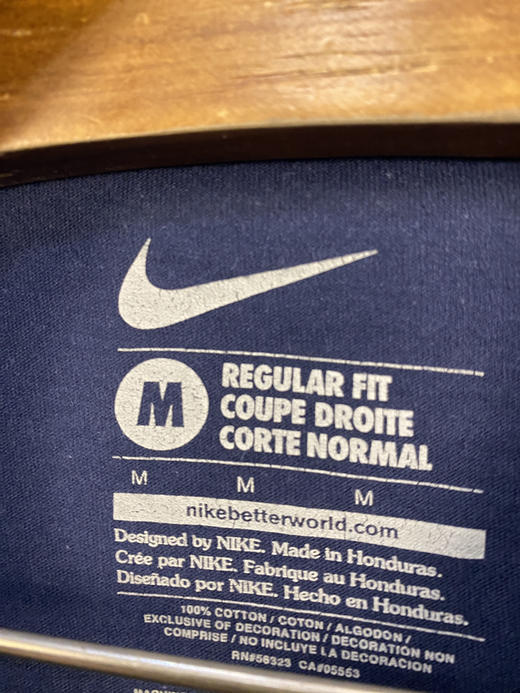 M
REGULAR FIT
COUPE DROITE
CORTE NORMAL
M M M
nikebetterworld.com
Designed by NIKE. Made in Honduras.
Crée par NIKE. Fabrique au Honduras.
Diseñado por NIKE. Hecho en Honduras.
100% COTTON / COTON / ALGODON /
EXCLUSIVE OF DECORATION / DECORATION NON
COMPRISE / NO INCLUYE LA DECORACION
RN#56323 CA#05553